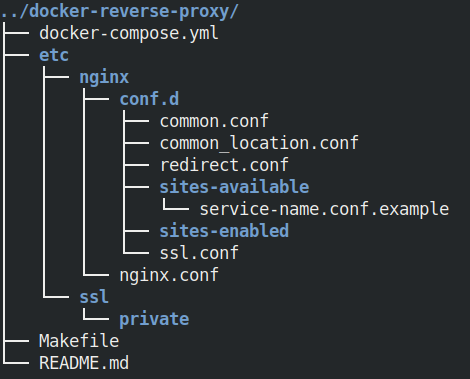 ../docker-reverse-proxy/
├── docker-compose.yml
├── etc
│   ├── nginx
│   │   ├── conf.d
│   │   │   ├── common.conf
│   │   │   ├── common_location.conf
│   │   │   ├── redirect.conf
│   │   │   ├── sites-available
│   │   │   │   └── service-name.conf.example
│   │   │   ├── sites-enabled
│   │   │   └── ssl.conf
│   │   └── nginx.conf
│   └── ssl
│       └── private
├── Makefile
└── README.md